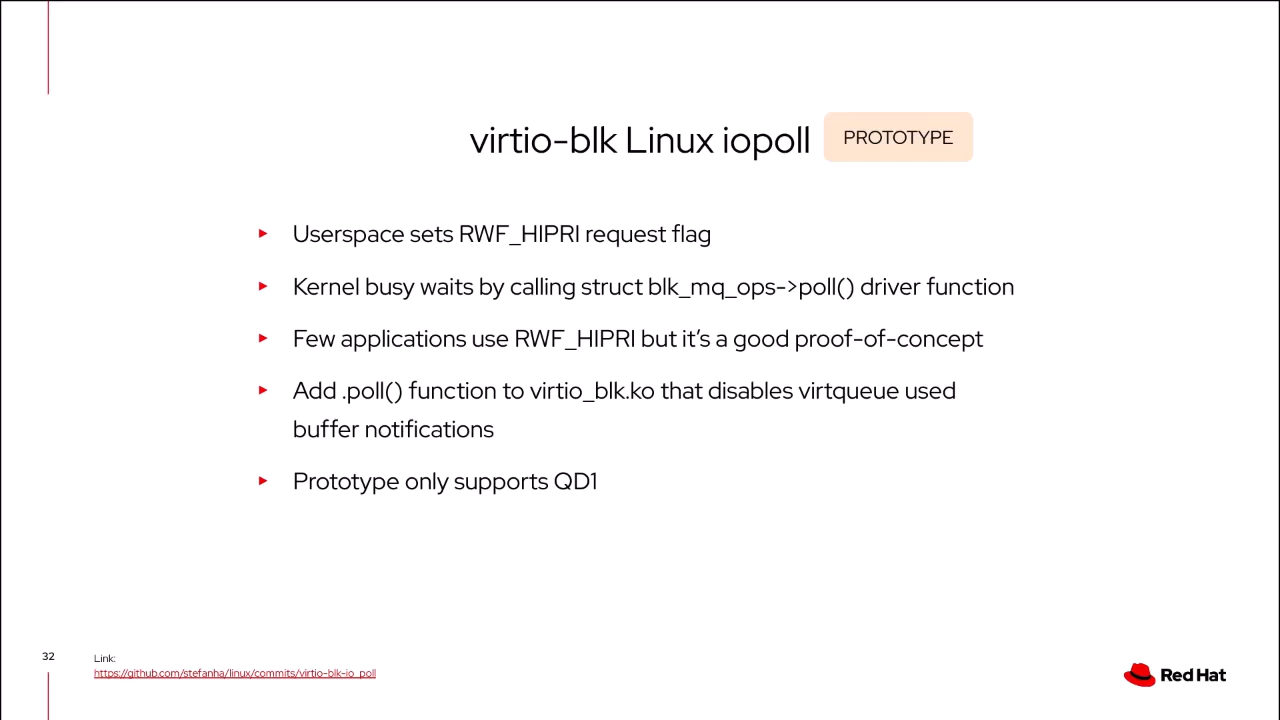 virtio-blk Linux iopoll PROTOTYPE
Userspace sets RWF_HIPRI request flag
Kernel busy waits by calling struct blk_mq_ops->poll() driver function
Few applications use RWF_HIPRI but it’s a good proof-of-concept
Add .poll() function to virtio_blk.ko that disables virtqueue used
buffer notifications
Prototype only supports QD1
32
Link:
https://github.com/stefanha/linux/commits/virtio-blk-io_poll
Red Hat